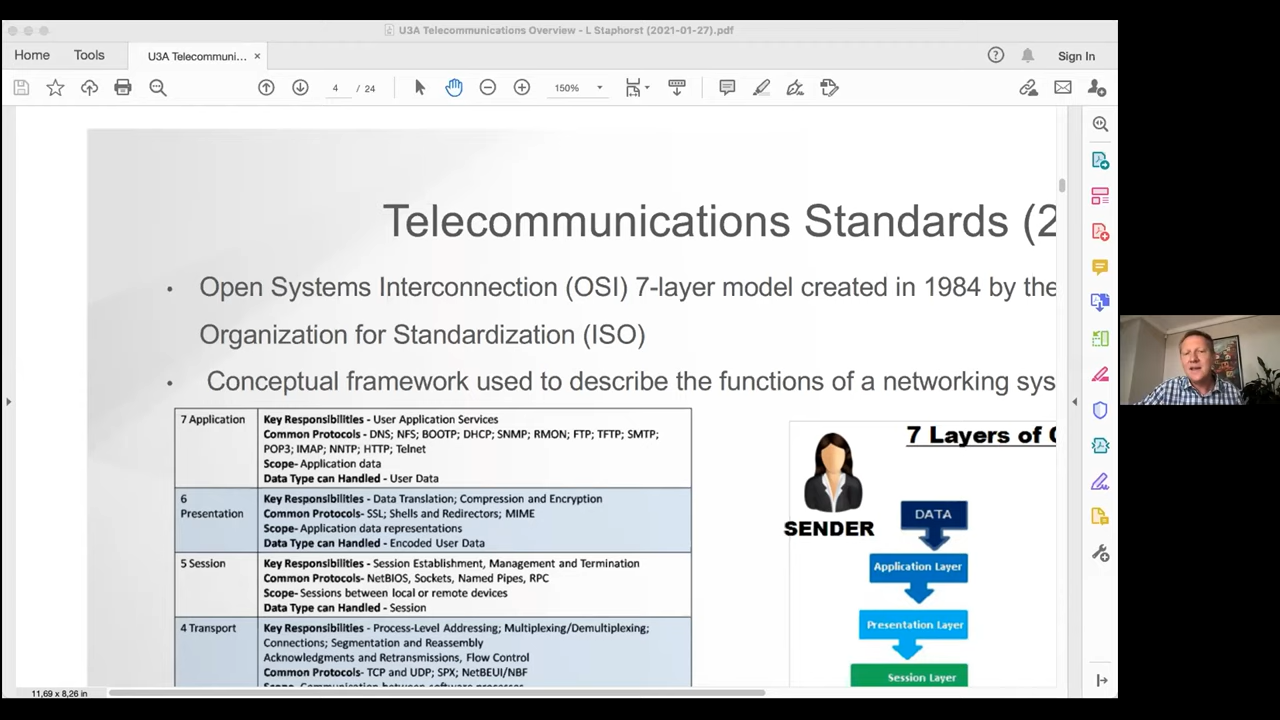 U3A Telecommunications Overview - L Staphorst (2021-01-27).pdf
Home Tools U3A Telecommuni... × Sign In
4 / 24 150%
Telecommunications Standards (2
• Open Systems Interconnection (OSI) 7-layer model created in 1984 by the
Organization for Standardization (ISO)
• Conceptual framework used to describe the functions of a networking sys
7 Application
Key Responsibilities - User Application Services
Common Protocols - DNS; NFS; BOOTP; DHCP; SNMP; RMON; FTP; TFTP; SMTP;
POP3; IMAP; NNTP; HTTP; Telnet
Scope- Application data
Data Type can Handled - User Data
6
Presentation
Key Responsibilities - Data Translation; Compression and Encryption
Common Protocols- SSL; Shells and Redirectors; MIME
Scope- Application data representations
Data Type can Handled - Encoded User Data
5 Session
Key Responsibilities - Session Establishment, Management and Termination
Common Protocols- NetBIOS, Sockets, Named Pipes, RPC
Scope- Sessions between local or remote devices
Data Type can Handled - Session
4 Transport
Key Responsibilities - Process-Level Addressing; Multiplexing/Demultiplexing;
Connections; Segmentation and Reassembly
Acknowledgments and Retransmissions, Flow Control
Common Protocols- TCP and UDP; SPX; NetBEUI/NBF
7 Layers of
SENDER
DATA
Application Layer
Presentation Layer
Session Layer
11,69 x 8,26 in